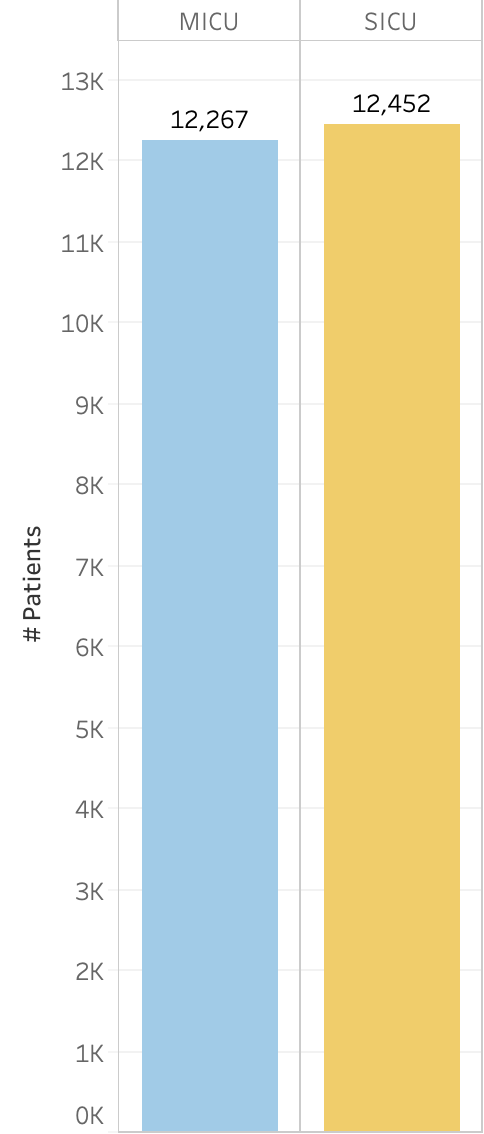 MICU SICU
13K
12,267 12,452
12K
11K
10K
9K
8K
7K
# Patients
6K
5K
4K
3K
2K
1K
0K